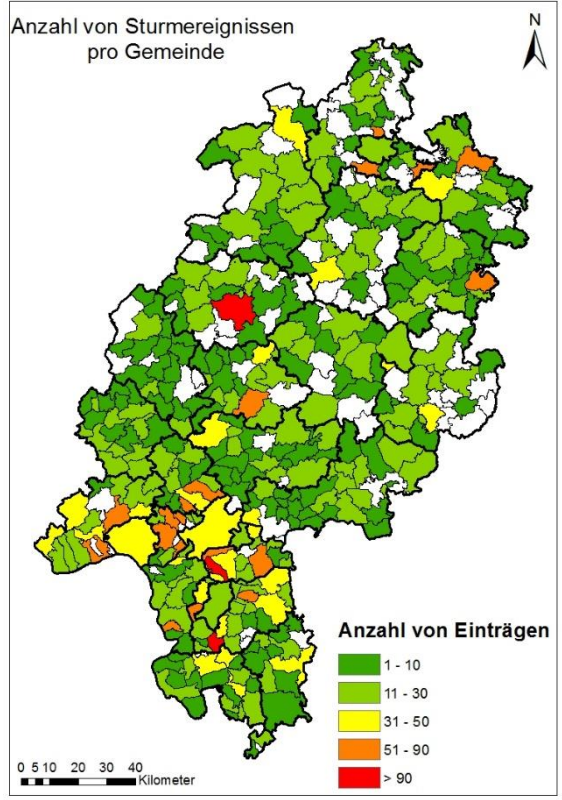 Anzahl von Sturmereignissen
pro Gemeinde
N
Anzahl von Einträgen
1 - 10
11 - 30
31 - 50
51 - 90
> 90
0 5 10 20 30 40
Kilometer